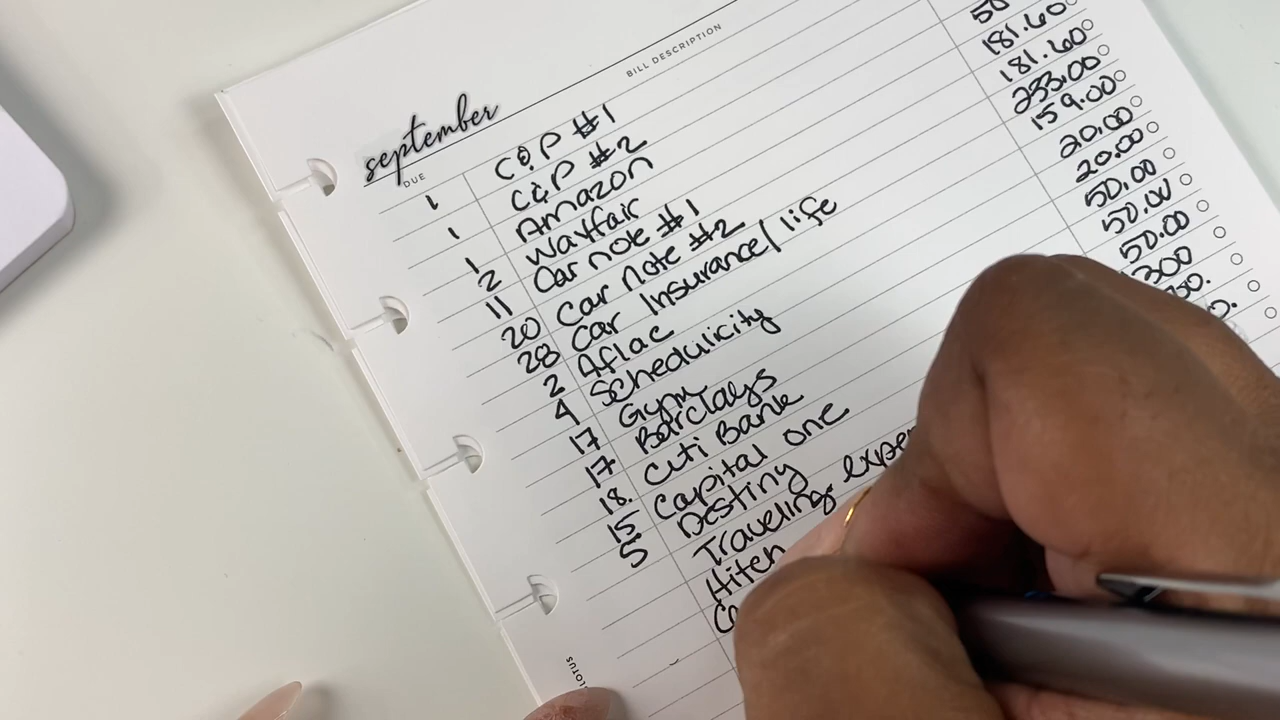 september
DUE
BILL DESCRIPTION
1 C&P #1
1 C&P #2
1 Amazon
2 Wayfair
11 Car note #1
20 Car note #2
28 Car Insurance/life
2 Aflac
4 Schedulicity
17 Gym
17. Barclays
18. Citi Bank
15 Capital one
5 Destiny
Traveling
181.60
181.60
233.00
159.00
20.00
20.00
50.00
50.00
50.00
300